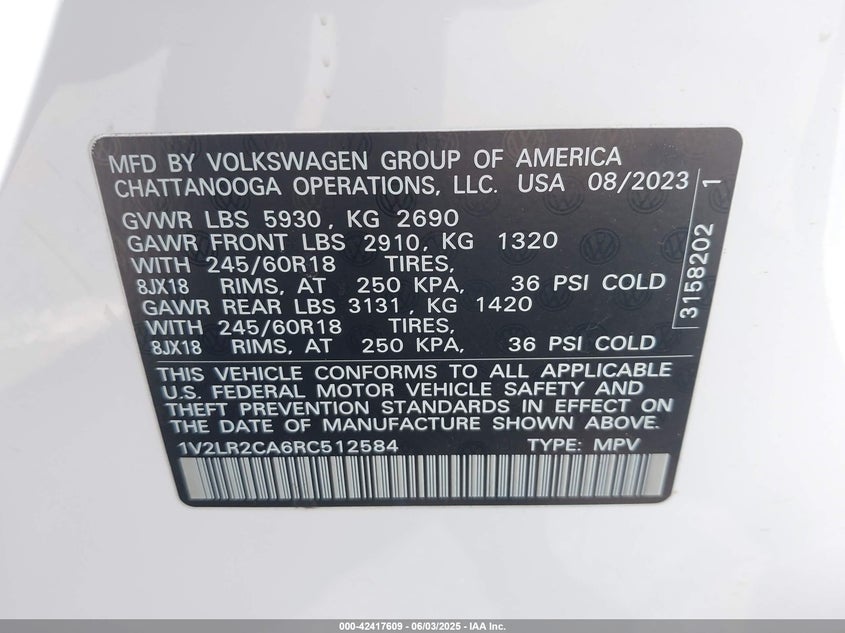 MFD BY VOLKSWAGEN GROUP OF AMERICA
CHATTANOOGA OPERATIONS, LLC. USA 08/2023
GVWR LBS 5930, KG 2690
GAWR FRONT LBS 2910, KG 1320
WITH 245/60R18 TIRES,
8JX18 RIMS, AT 250 KPA, 36 PSI COLD
GAWR REAR LBS 3131, KG 1420
WITH 245/60R18 TIRES,
8JX18 RIMS, AT 250 KPA, 36 PSI COLD
THIS VEHICLE CONFORMS TO ALL APPLICABLE
U.S. FEDERAL MOTOR VEHICLE SAFETY AND
THEFT PREVENTION STANDARDS IN EFFECT ON
THE DATE OF MANUFACTURE SHOWN ABOVE.
1V2LR2CA6RC512584 TYPE: MPV
3158202 1
000-42417609 - 06/03/2025 - IAA Inc.